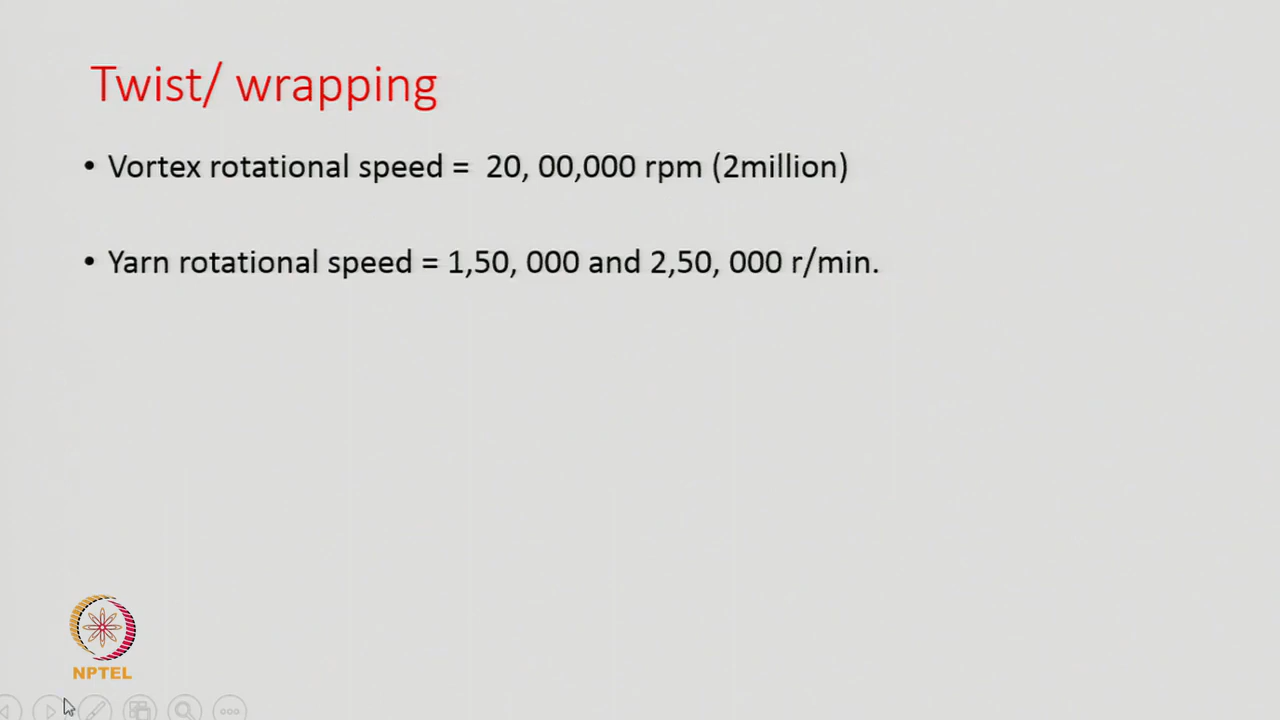 Twist/ wrapping
• Vortex rotational speed = 20, 00,000 rpm (2million)
• Yarn rotational speed = 1,50, 000 and 2,50, 000 r/min.
NPTEL